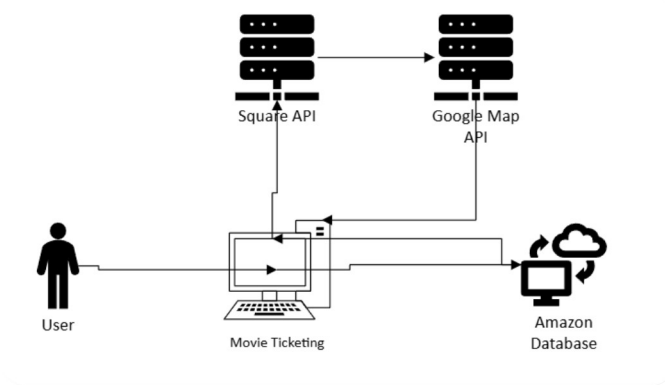 Square API
Google Map
API
User
Movie Ticketing
Amazon
Database